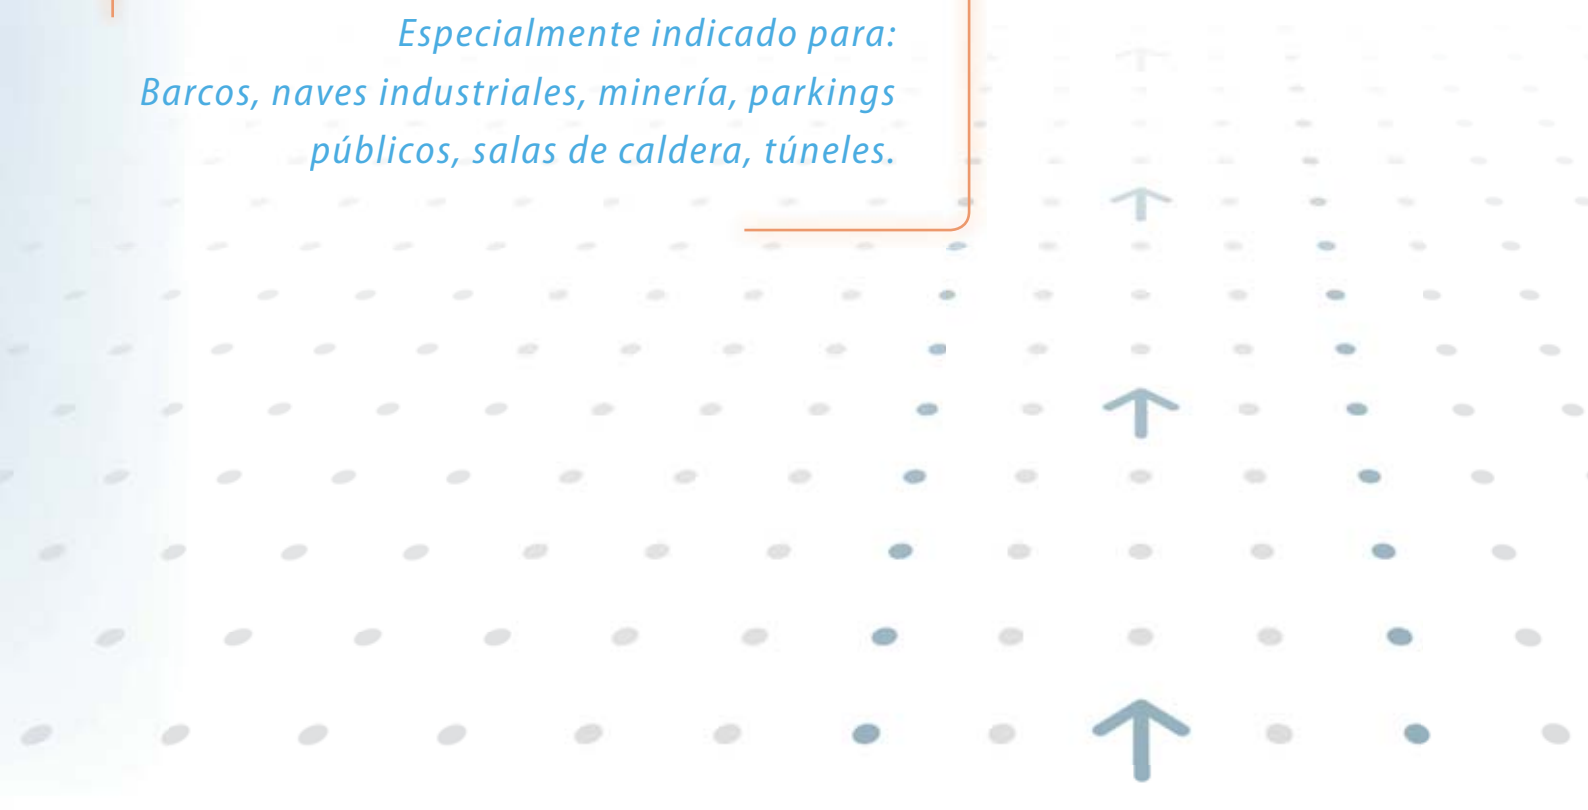 Especialmente indicado para:
Barcos, naves industriales, minería, parkings
públicos, salas de caldera, túneles.